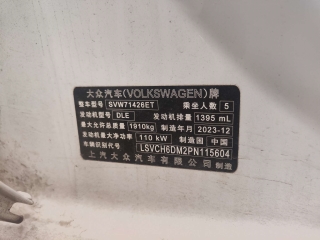 大众汽车(VOLKSWAGEN)牌
整车型号 SVW71426ET 乘坐人数 5
发动机型号 DLE 发动机排量 1395 mL
最大允许总质量 1910kg 制造年月 2023-12
发动机最大净功率 110 kW 制造国 中国
车辆识别代号 LSVCH6DM2PN115604
上汽大众汽车有限公司 制造